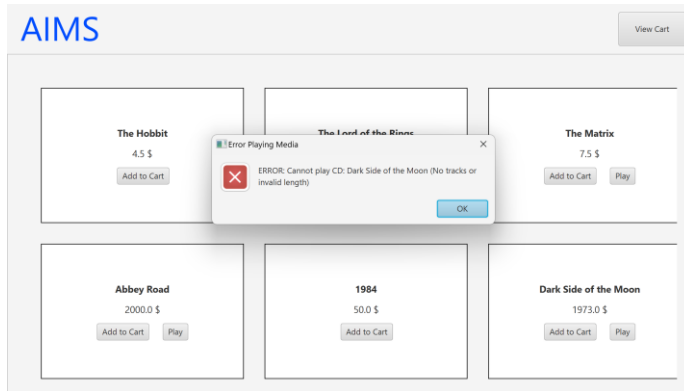 AIMS
View Cart
The Hobbit
4.5 $
Add to Cart
The Lord of the Rings
The Matrix
7.5 $
Add to Cart Play
Error Playing Media
ERROR: Cannot play CD: Dark Side of the Moon (No tracks or
invalid length)
OK
Abbey Road
2000.0 $
Add to Cart Play
1984
50.0 $
Add to Cart
Dark Side of the Moon
1973.0 $
Add to Cart Play